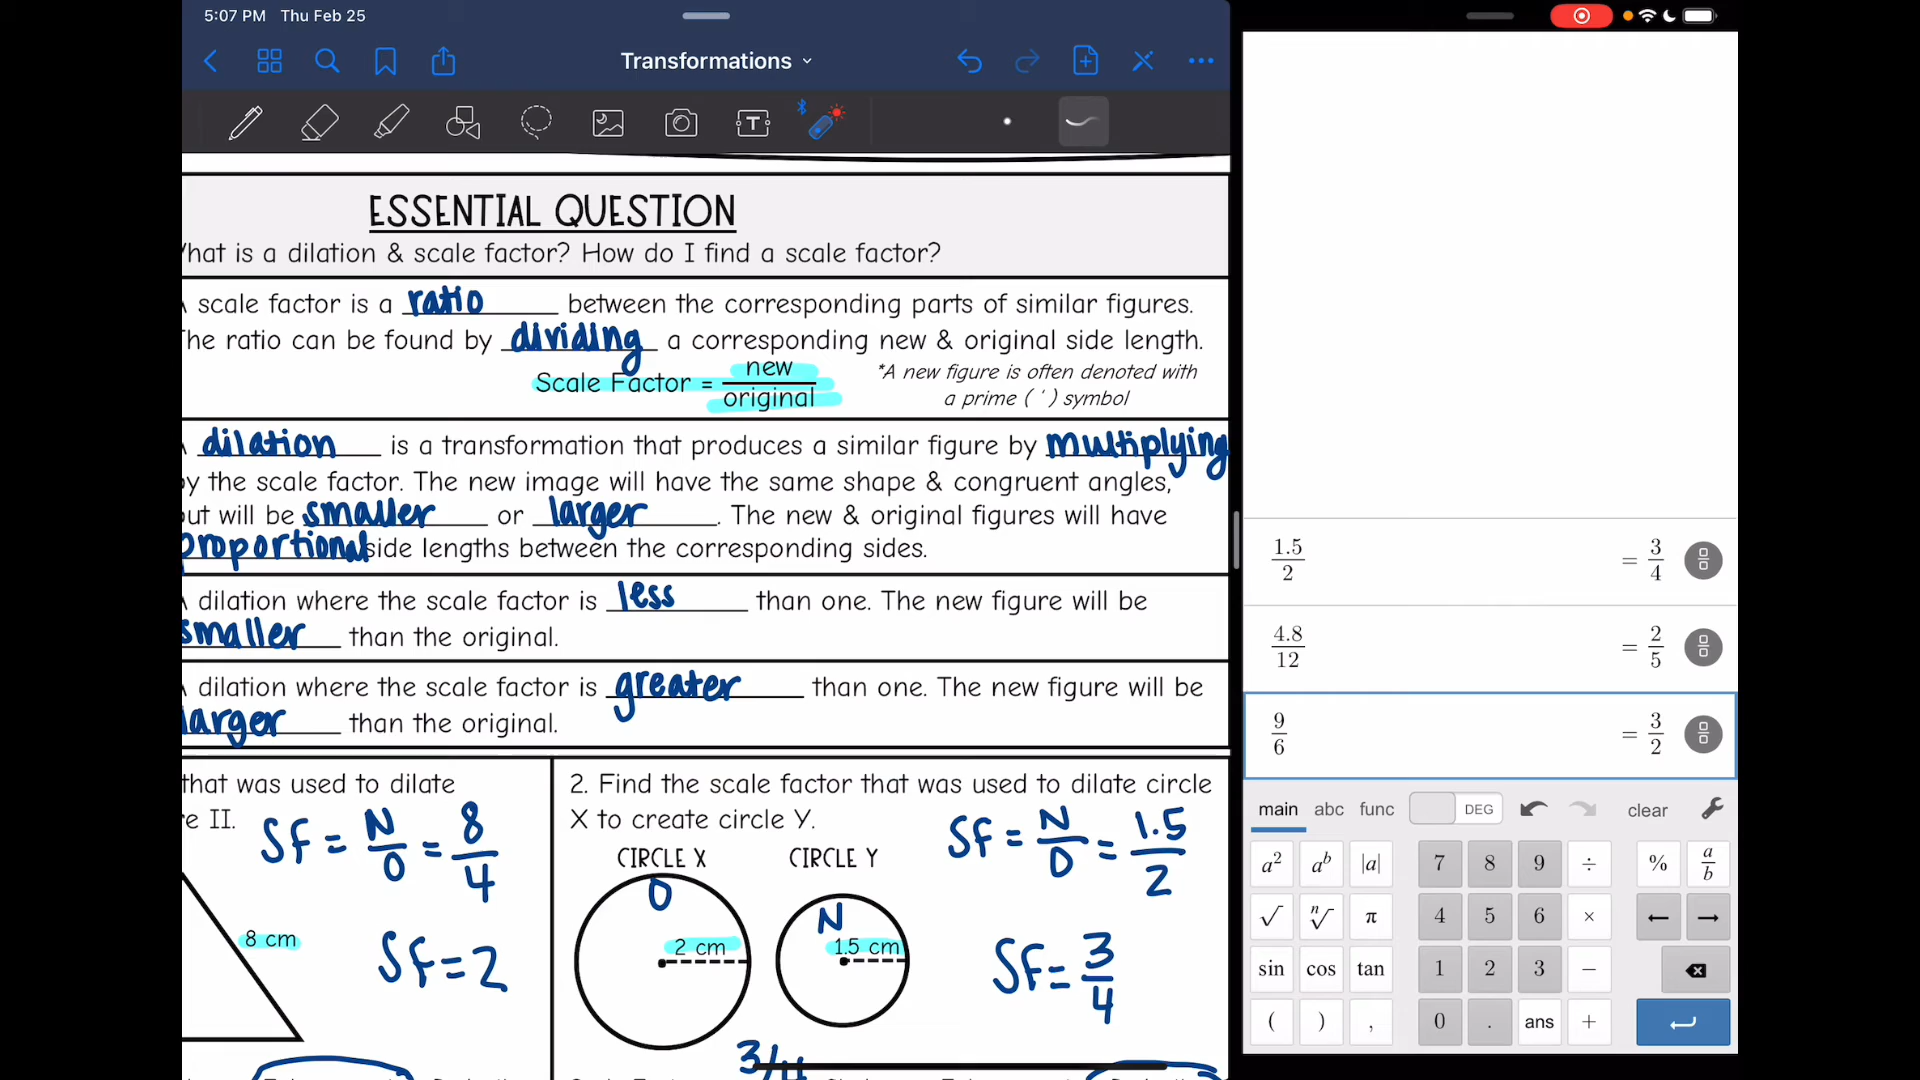 5:07 PM Thu Feb 25
Transformations
ESSENTIAL QUESTION
hat is a dilation & scale factor? How do I find a scale factor?
scale factor is a ratio between the corresponding parts of similar figures.
he ratio can be found by dividing a corresponding new & original side length.
Scale Factor = new/original
*A new figure is often denoted with
a prime ( ' ) symbol
dilation is a transformation that produces a similar figure by multiplying
y the scale factor. The new image will have the same shape & congruent angles,
ut will be smaller or larger. The new & original figures will have
proportional side lengths between the corresponding sides.
dilation where the scale factor is less than one. The new figure will be
smaller than the original.
dilation where the scale factor is greater than one. The new figure will be
larger than the original.
that was used to dilate
e II.
SF = N/O = 8/4
8 cm
SF = 2
2. Find the scale factor that was used to dilate circle
X to create circle Y.
SF = N/O = 1.5/2
CIRCLE X CIRCLE Y
O
N
2 cm
1.5 cm
SF = 3/4
3/4
1.5/2 = 3/4
4.8/12 = 2/5
9/6 = 3/2
main abc func DEG clear
a² aᵇ |a| 7 8 9 ÷ % a/b
√ ⁿ√ π 4 5 6 × ← →
sin cos tan 1 2 3 −
( ) , 0 . ans +